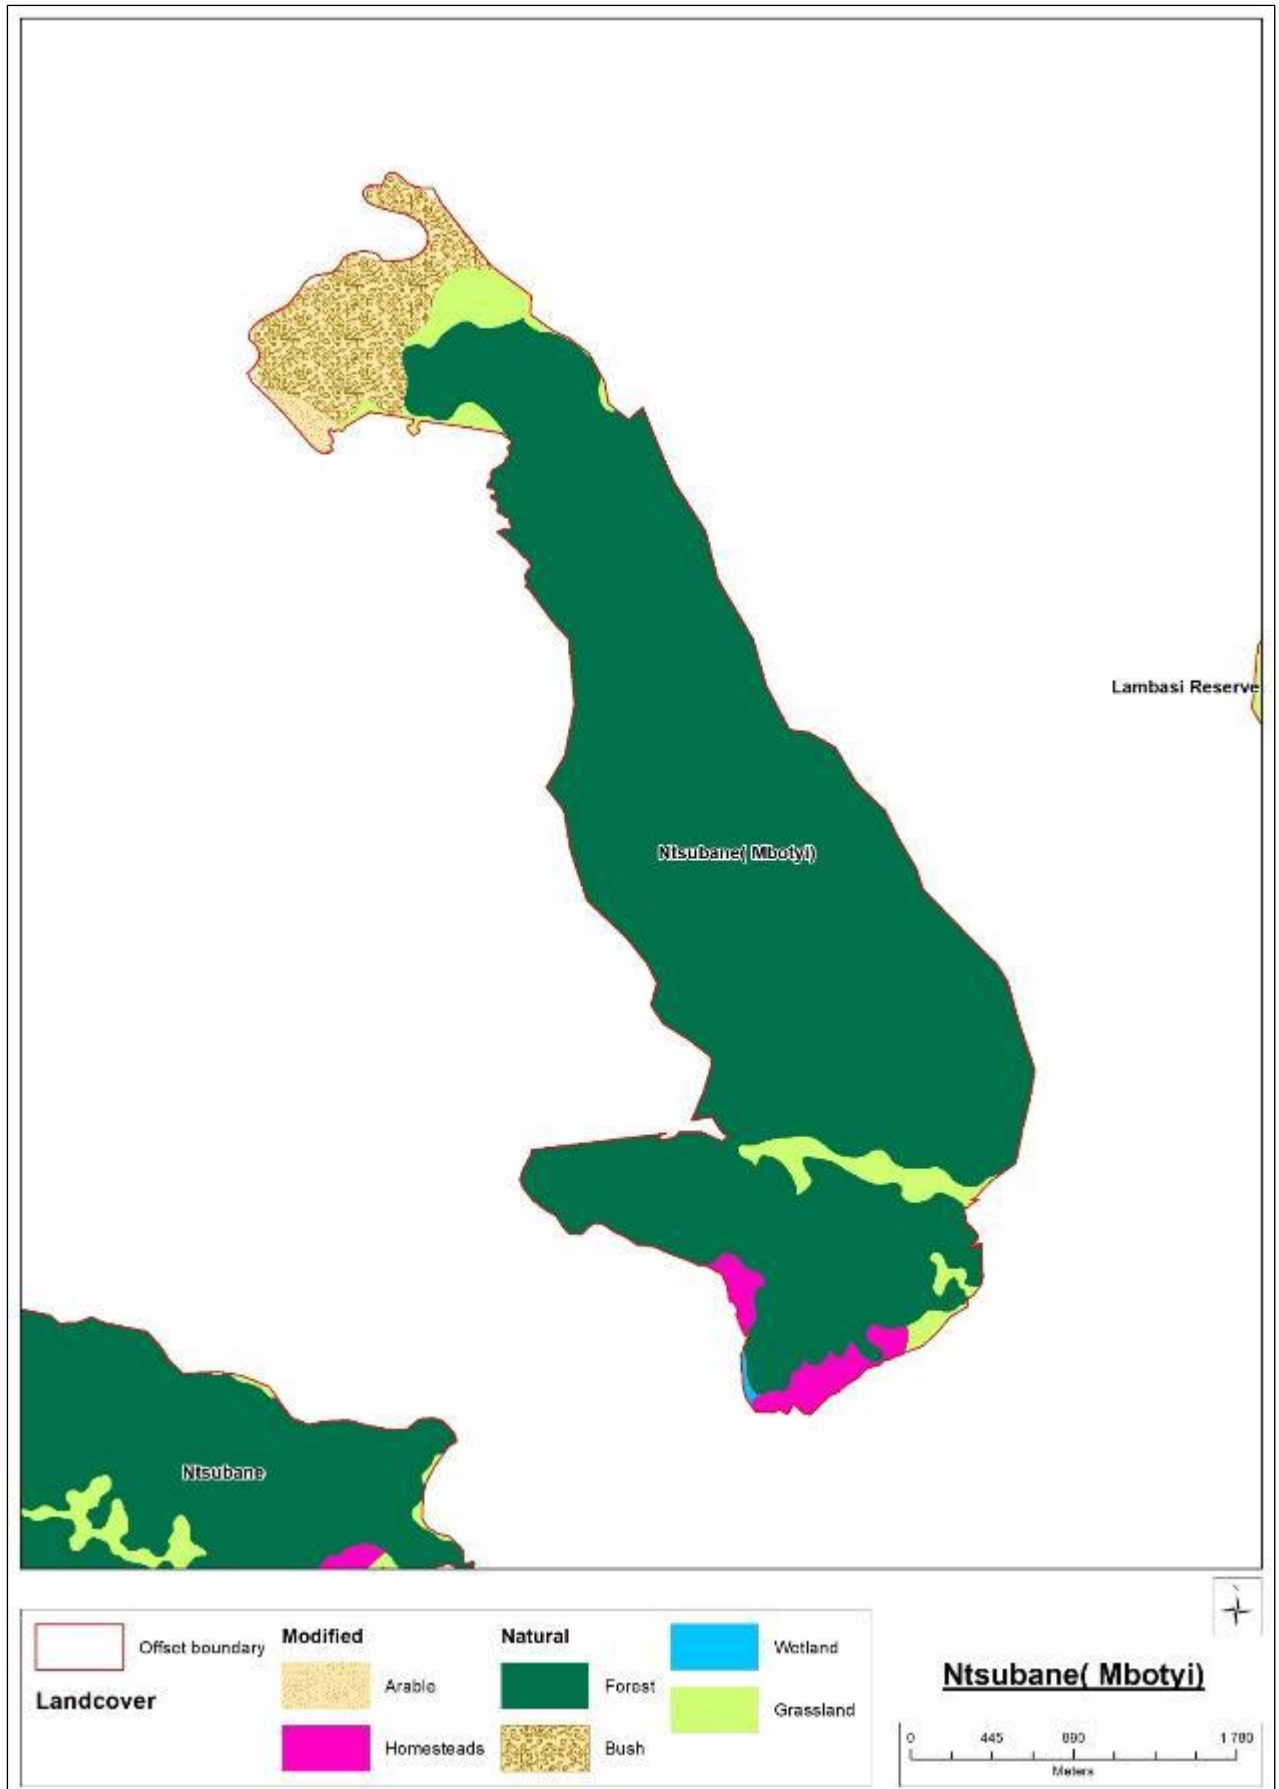 Lambasi Reserve
Ntsubane( Mbotyi)
Ntsubane
Offset boundary
Landcover
Modified
Arable
Homesteads
Natural
Forest
Bush
Wetland
Grassland
Ntsubane( Mbotyi)
0 445 890 1 780
Meters